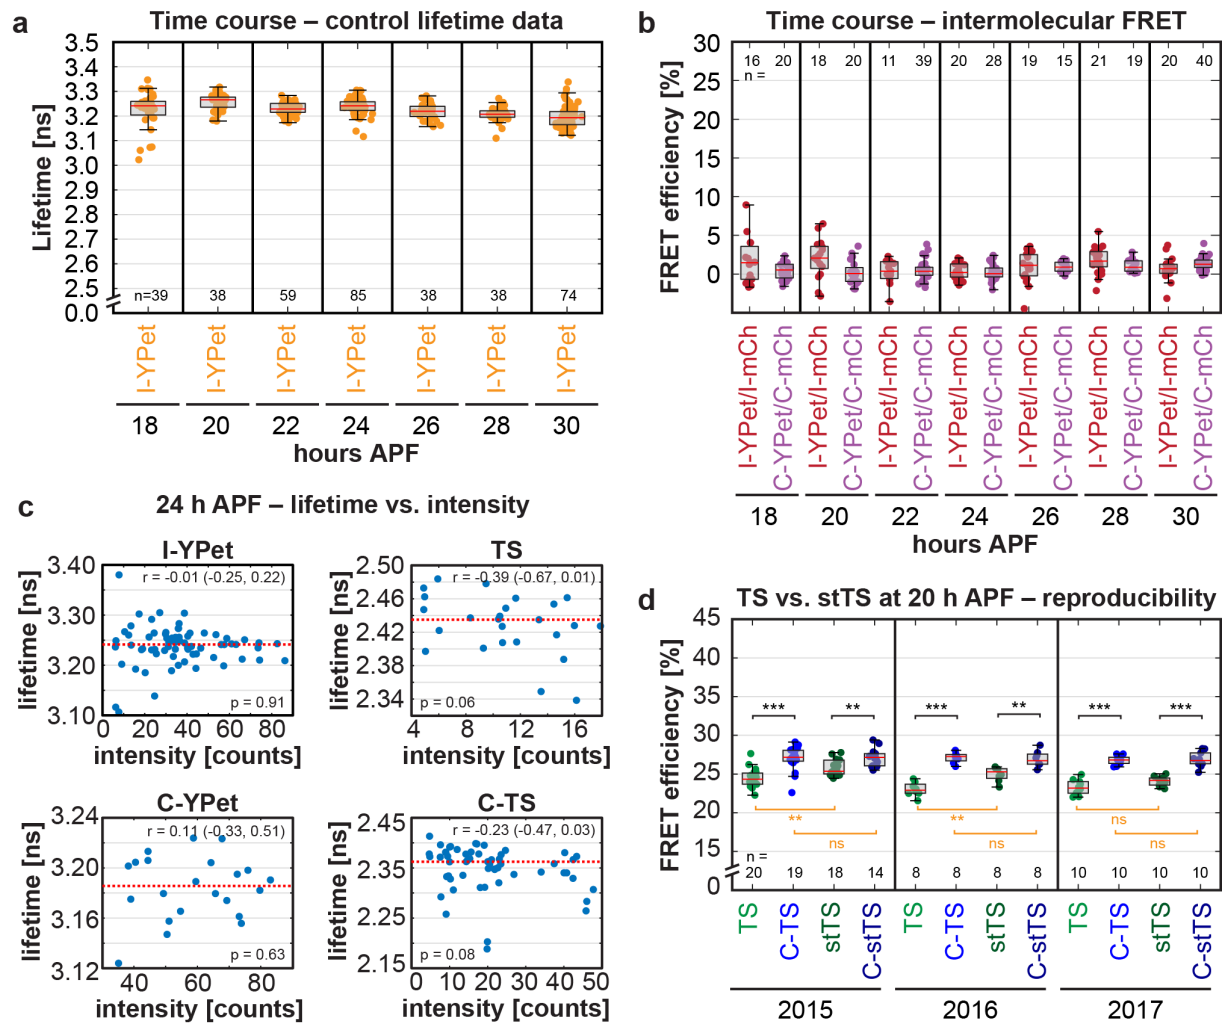 a
Time course – control lifetime data
Lifetime [ns]
3.5
3.4
3.3
3.2
3.1
3.0
2.9
2.8
2.7
2.6
2.5
0.0
n=39 38 59 85 38 38 74
I-YPet I-YPet I-YPet I-YPet I-YPet I-YPet I-YPet
18 20 22 24 26 28 30
hours APF
b
Time course – intermolecular FRET
FRET efficiency [%]
30
25
20
15
10
5
0
16 20 18 20 11 39 20 28 19 15 21 19 20 40
n =
I-YPet/I-mCh C-YPet/C-mCh I-YPet/I-mCh C-YPet/C-mCh I-YPet/I-mCh C-YPet/C-mCh I-YPet/I-mCh C-YPet/C-mCh I-YPet/I-mCh C-YPet/C-mCh I-YPet/I-mCh C-YPet/C-mCh I-YPet/I-mCh C-YPet/C-mCh
18 20 22 24 26 28 30
hours APF
c
24 h APF – lifetime vs. intensity
I-YPet
r = -0.01 (-0.25, 0.22)
lifetime [ns]
3.40
3.30
3.20
3.10
p = 0.91
0 20 40 60 80
intensity [counts]
TS
r = -0.39 (-0.67, 0.01)
lifetime [ns]
2.50
2.46
2.42
2.38
2.34
p = 0.06
4 8 12 16
intensity [counts]
C-YPet
r = 0.11 (-0.33, 0.51)
lifetime [ns]
3.24
3.20
3.16
3.12
p = 0.63
40 60 80
intensity [counts]
C-TS
r = -0.23 (-0.47, 0.03)
lifetime [ns]
2.45
2.35
2.25
2.15
p = 0.08
0 10 20 30 40 50
intensity [counts]
d
TS vs. stTS at 20 h APF – reproducibility
FRET efficiency [%]
45
40
35
30
25
20
15
0
*** ** *** ** *** ***
** ** ns
ns ns ns
n =
20 19 18 14 8 8 8 8 10 10 10 10
TS C-TS stTS C-stTS TS C-TS stTS C-stTS TS C-TS stTS C-stTS
2015 2016 2017